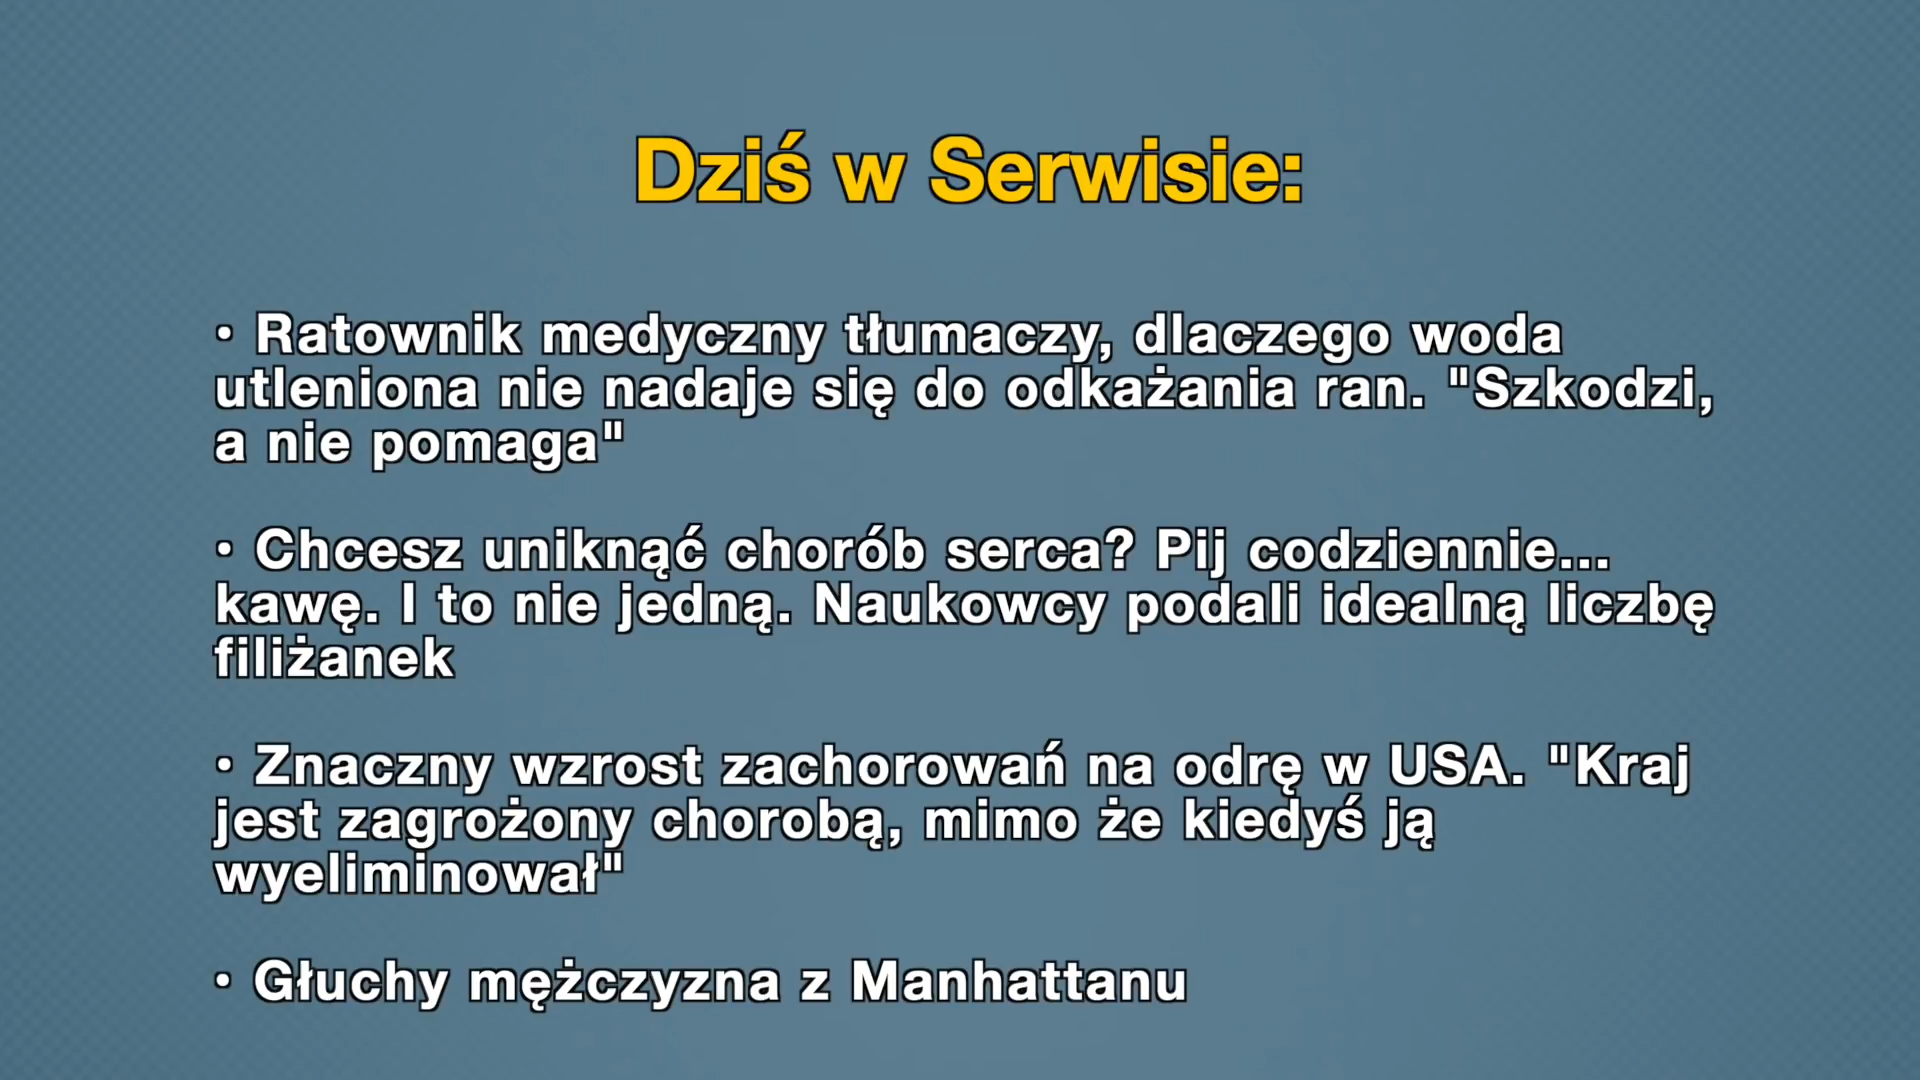 Dziś w Serwisie:
• Ratownik medyczny tłumaczy, dlaczego woda
utleniona nie nadaje się do odkażania ran. "Szkodzi,
a nie pomaga"
• Chcesz uniknąć chorób serca? Pij codziennie...
kawę. I to nie jedną. Naukowcy podali idealną liczbę
filiżanek
• Znaczny wzrost zachorowań na odrę w USA. "Kraj
jest zagrożony chorobą, mimo że kiedyś ją
wyeliminował"
• Głuchy mężczyzna z Manhattanu